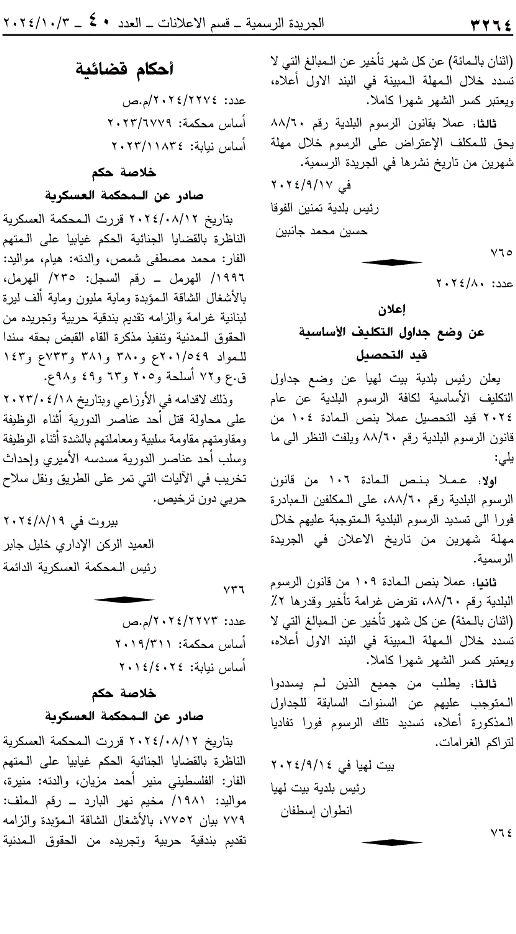 ٣٢٦٤
الجريدة الرسمية ــ قسم الاعلانات ــ العدد ٤٠ ــ ٢٠٢٤/١٠/٣
(اثنان بالمائة) عن كل شهر تأخير عن المبالغ التي لا
تسدد خلال المهلة المبينة في البند الاول أعلاه،
ويعتبر كسر الشهر شهرا كاملا.
ثالثا: عملا بقانون الرسوم البلدية رقم ٨٨/٦٠
يحق للمكلف الإعتراض على الرسوم خلال مهلة
شهرين من تاريخ نشرها في الجريدة الرسمية.
في ٢٠٢٤/٩/١٧
رئيس بلدية تمنين الفوقا
حسين محمد جانبين
٧٦٥
عدد: ٢٠٢٤/٨٠
إعلان
عن وضع جداول التكليف الأساسية
قيد التحصيل
يعلن رئيس بلدية بيت لهيا عن وضع جداول
التكليف الأساسية لكافة الرسوم البلدية عن عام
٢٠٢٤ قيد التحصيل عملا بنص المادة ١٠٤ من
قانون الرسوم البلدية رقم ٨٨/٦٠ ويلفت النظر الى ما
يلي:
اولا: عملا بنص المادة ١٠٦ من قانون
الرسوم البلدية رقم ٨٨/٦٠، على المكلفين المبادرة
فورا الى تسديد الرسوم البلدية المتوجبة عليهم خلال
مهلة شهرين من تاريخ الاعلان في الجريدة
الرسمية.
ثانيا: عملا بنص المادة ١٠٩ من قانون الرسوم
البلدية رقم ٨٨/٦٠، تفرض غرامة تأخير وقدرها ٢٪
(اثنان بالمئة) عن كل شهر تأخير عن المبالغ التي لا
تسدد خلال المهلة المبينة في البند الاول أعلاه،
ويعتبر كسر الشهر شهرا كاملا.
ثالثا: يطلب من جميع الذين لم يسددوا
المتوجب عليهم عن السنوات السابقة للجداول
المذكورة أعلاه، تسديد تلك الرسوم فورا تفاديا
لتراكم الغرامات.
بيت لهيا في ٢٠٢٤/٩/١٤
رئيس بلدية بيت لهيا
انطوان إسطفان
٧٦٤
أحكام قضائية
عدد: ٢٠٢٤/٢٢٧٤/م.ص
أساس محكمة: ٢٠٢٣/٦٧٧٩
أساس نيابة: ٢٠٢٣/١١٨٣٤
خلاصة حكم
صادر عن المحكمة العسكرية
بتاريخ ٢٠٢٤/٠٨/١٢ قررت المحكمة العسكرية
الناظرة بالقضايا الجنائية الحكم غيابيا على المتهم
الفار: محمد مصطفى شمص، والدته: هيام، مواليد:
١٩٩٦/ الهرمل ــ رقم السجل: ٢٣٥/ الهرمل،
بالأشغال الشاقة المؤبدة وماية مليون وماية ألف ليرة
لبنانية غرامة والزامه تقديم بندقية حربية وتجريده من
الحقوق المدنية وتنفيذ مذكرة القاء القبض بحقه سندا
للمواد ٢٠١/٥٤٩ع و٣٨٠ و٣٨١ و٧٣٣ع و١٤٣
ق.ع و٧٢ أسلحة و٢٠٥ و٦٣ و٤٩ و٩٨ع.
وذلك لاقدامه في الأوزاعي وبتاريخ ٢٠٢٣/٠٤/١٨
على محاولة قتل أحد عناصر الدورية أثناء الوظيفة
ومقاومتهم مقاومة سلبية ومعاملتهم بالشدة أثناء الوظيفة
وسلب أحد عناصر الدورية مسدسه الأميري وإحداث
تخريب في الآليات التي تمر على الطريق ونقل سلاح
حربي دون ترخيص.
بيروت في ٢٠٢٤/٨/١٩
العميد الركن الإداري خليل جابر
رئيس المحكمة العسكرية الدائمة
٧٣٦
عدد: ٢٠٢٤/٢٢٧٣/م.ص
أساس محكمة: ٢٠١٩/٣١١
أساس نيابة: ٢٠١٤/٤٠٢٤
خلاصة حكم
صادر عن المحكمة العسكرية
بتاريخ ٢٠٢٤/٠٨/١٢ قررت المحكمة العسكرية
الناظرة بالقضايا الجنائية الحكم غيابيا على المتهم
الفار: الفلسطيني منير أحمد مزيان، والدته: منيرة،
مواليد: ١٩٨١/ مخيم نهر البارد ــ رقم الملف:
٧٧٩ بيان ٧٧٥٢، بالأشغال الشاقة المؤبدة والزامه
تقديم بندقية حربية وتجريده من الحقوق المدنية